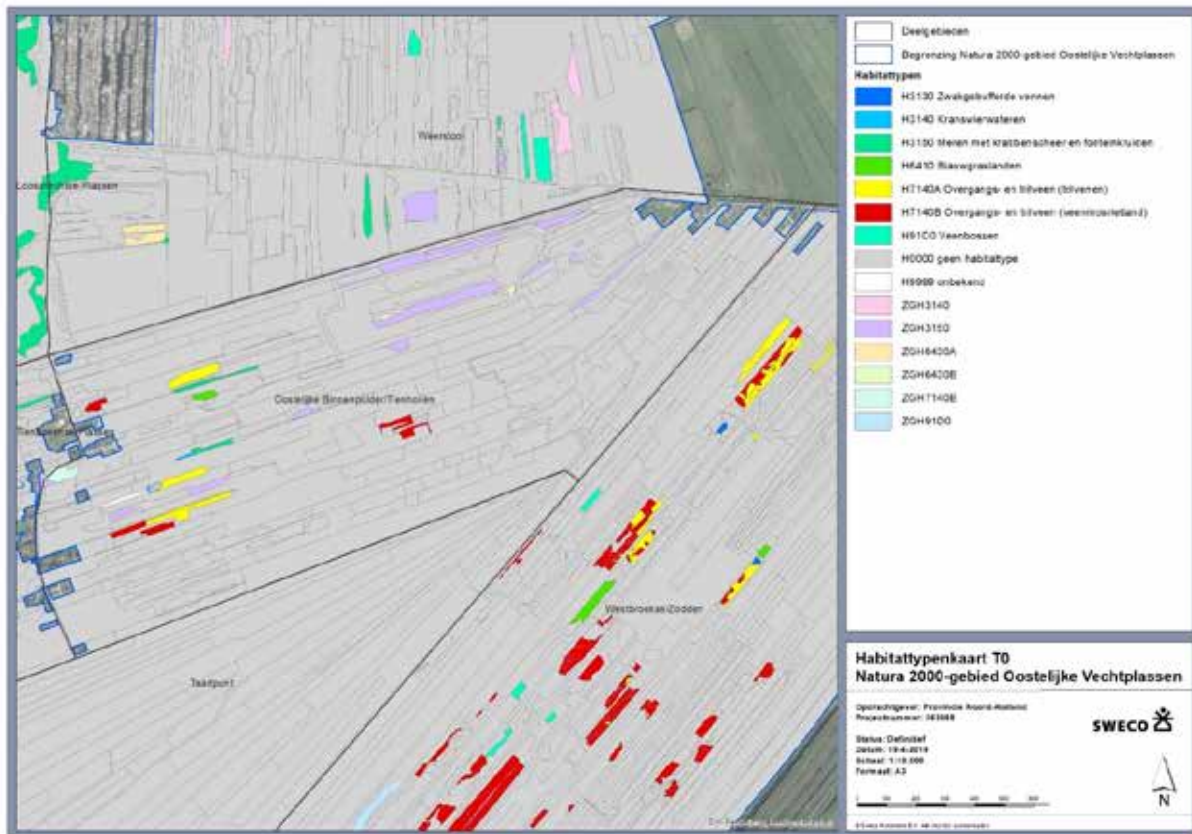 Weersloot
Loosdrechtse Plassen
Oostelijke Binnenpolder/Tienhoven
Westbroekse Zodden
Taartpunt
Deelgebieden
Begrenzing Natura 2000-gebied Oostelijke Vechtplassen
Habitattypen
H3130 Zwakgebufferde vennen
H3140 Kranswierwateren
H3150 Meren met krabbenscheer en fonteinkruiden
H6410 Blauwgraslanden
H7140A Overgangs- en trilveen (trilvenen)
H7140B Overgangs- en trilveen (veenmosrietland)
H91D0 Veenbossen
H0000 geen habitattype
H9999 onbekend
ZGH3140
ZGH3150
ZGH6430A
ZGH6430B
ZGH7140B
ZGH91D0
Habitattypenkaart T0
Natura 2000-gebied Oostelijke Vechtplassen
Opdrachtgever: Provincie Noord-Holland
Projectnummer:
Status: Definitief
Datum:
Schaal: 1:10.000
Formaat: A3
SWECO
N